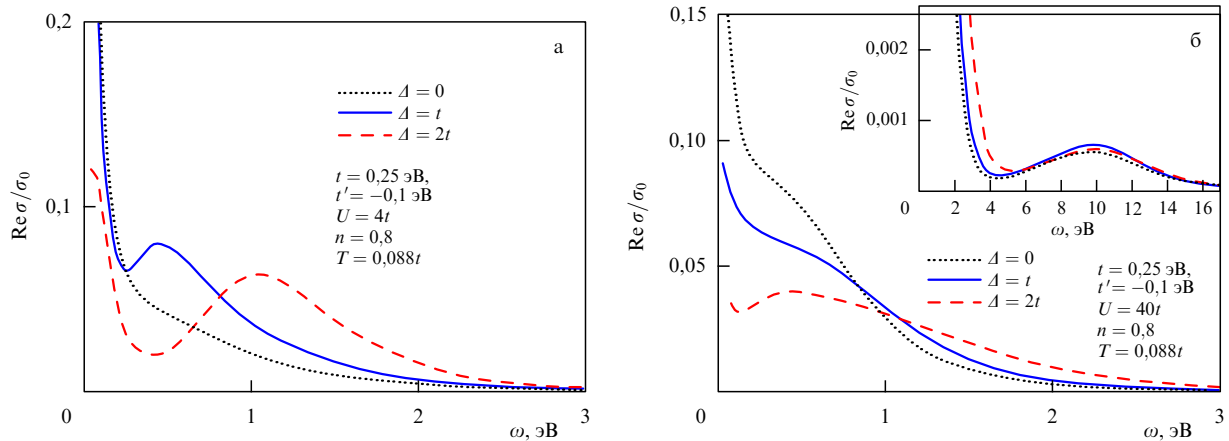 а
0,2
0,1
Re σ/σ₀
Δ = 0
Δ = t
Δ = 2t
t = 0,25 эВ,
t′ = −0,1 эВ
U = 4t
n = 0,8
T = 0,088t
0
1
2
3
ω, эВ
б
0,15
0,10
0,05
Re σ/σ₀
0,002
0,001
Re σ/σ₀
0
2
4
6
8
10
12
14
16
ω, эВ
Δ = 0
Δ = t
Δ = 2t
t = 0,25 эВ,
t′ = −0,1 эВ
U = 40t
n = 0,8
T = 0,088t
0
1
2
3
ω, эВ